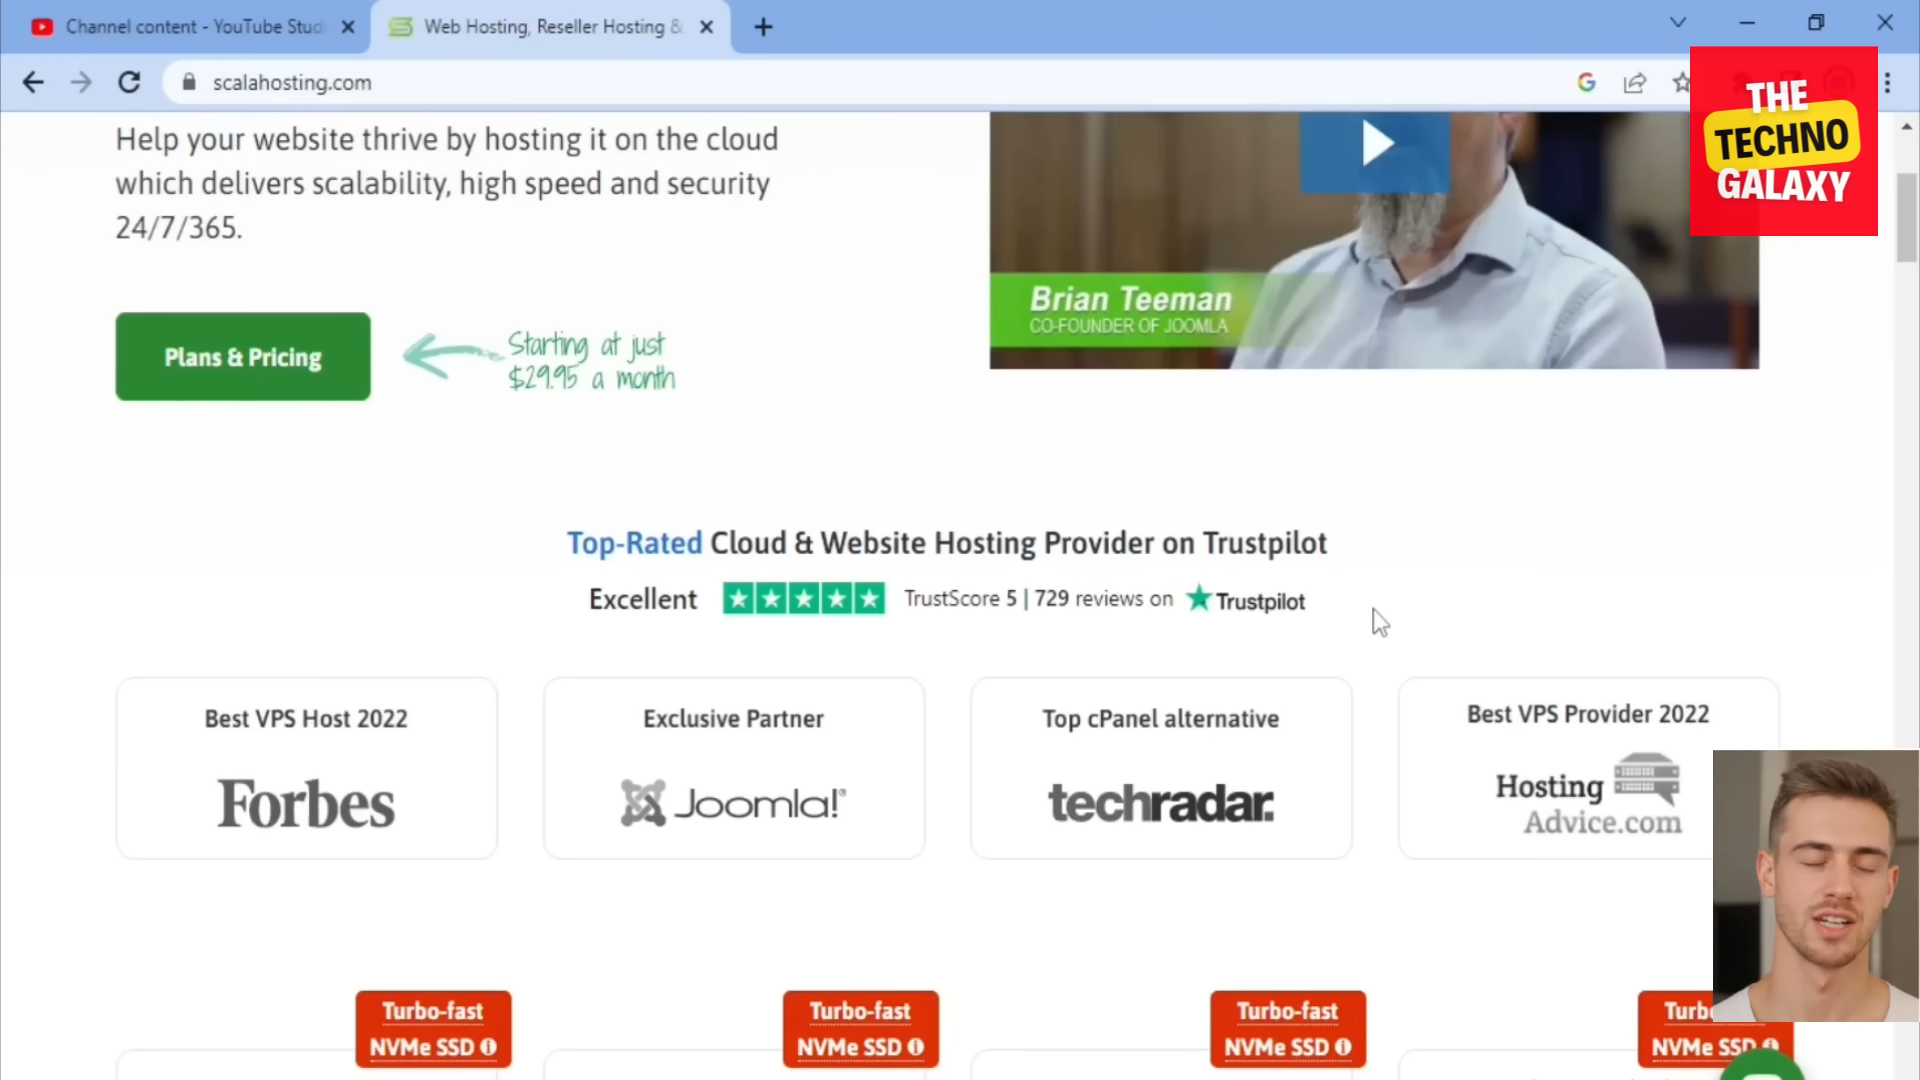 Channel content - YouTube Stud
Web Hosting, Reseller Hosting &
scalahosting.com
THE
TECHNO
GALAXY
Help your website thrive by hosting it on the cloud
which delivers scalability, high speed and security
24/7/365.
Brian Teeman
CO-FOUNDER OF JOOMLA
Plans & Pricing
Starting at just
$29.95 a month
Top-Rated Cloud & Website Hosting Provider on Trustpilot
Excellent TrustScore 5 | 729 reviews on Trustpilot
Best VPS Host 2022
Forbes
Exclusive Partner
Joomla!®
Top cPanel alternative
techradar.
Best VPS Provider 2022
Hosting
Advice.com
Turbo-fast
NVMe SSD
Turbo-fast
NVMe SSD
Turbo-fast
NVMe SSD
Turb
NVMe SSD